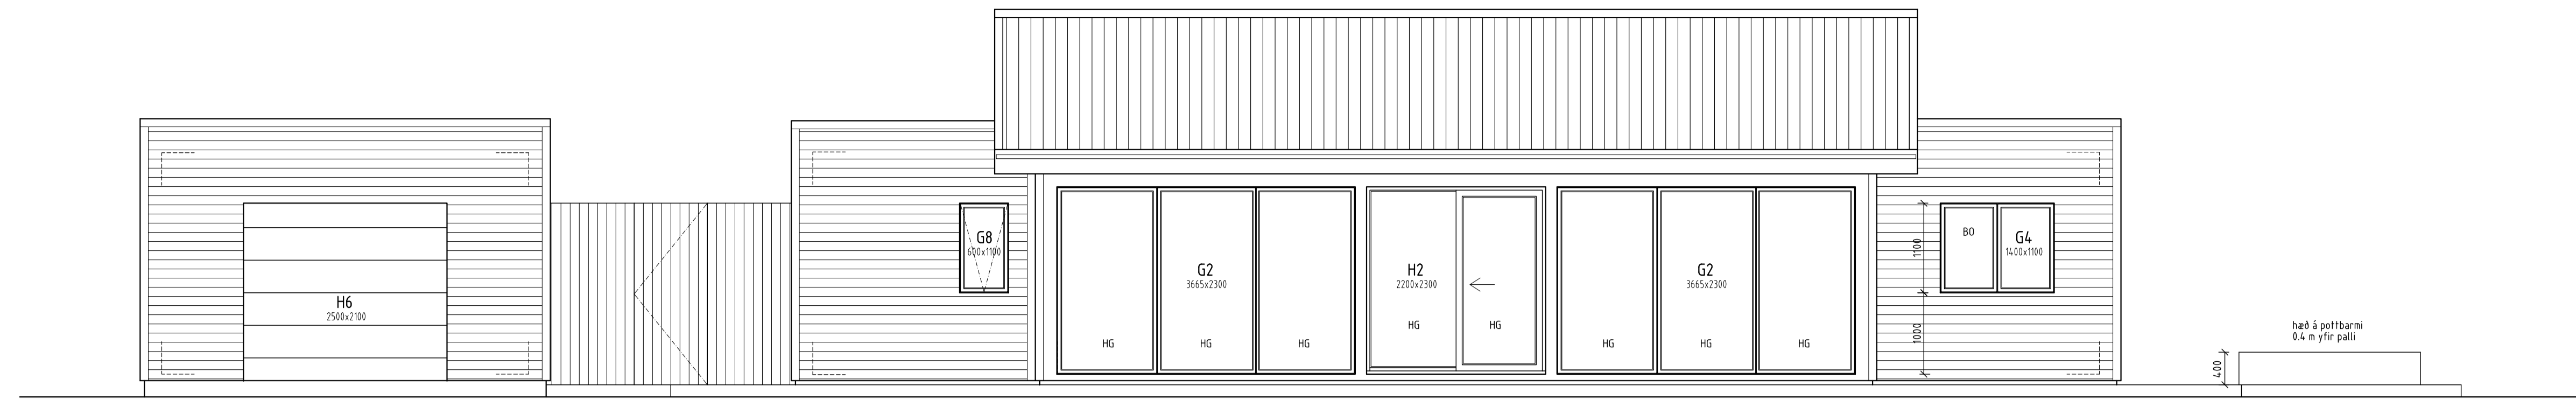 H6
2500x2100
G8
600x1100
G2
3665x2300
HG
HG
HG
H2
2200x2300
HG
HG
G2
3665x2300
HG
HG
HG
1100
1000
BO
G4
1400x1100
hæð á pottbarmi
0.4 m yfir palli
400